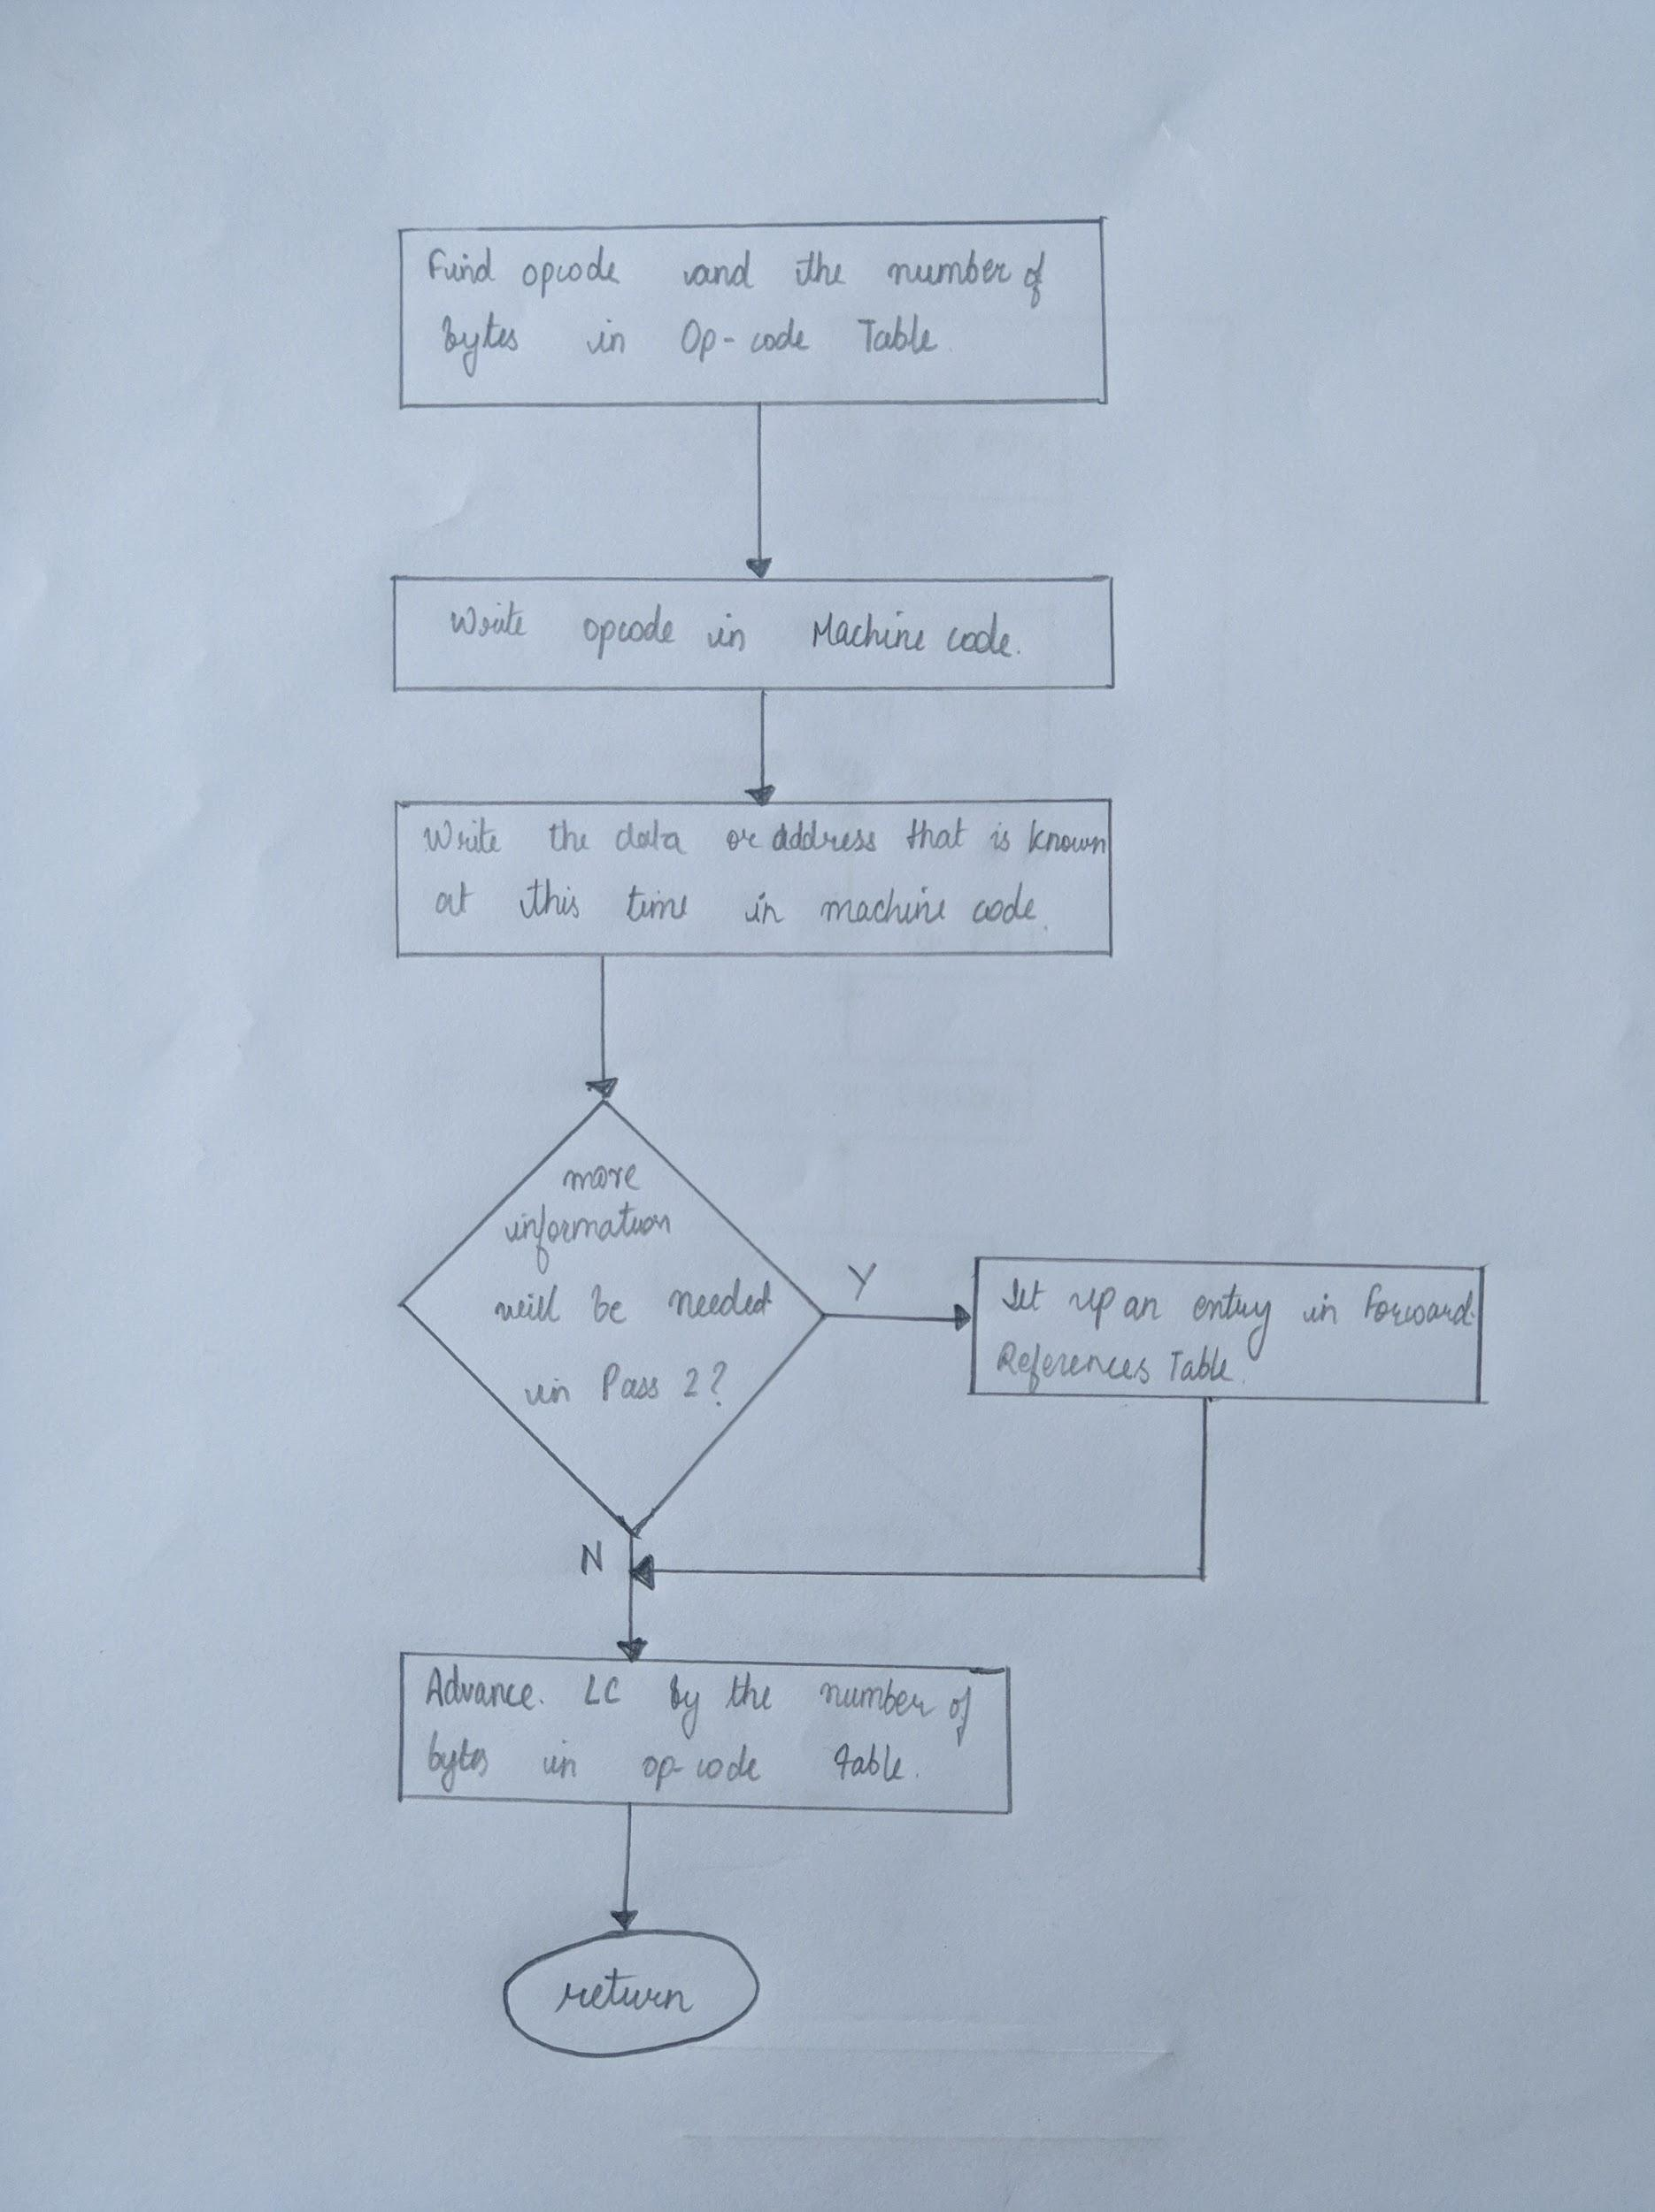 Find opcode and the number of
bytes in Op-code Table.
Write opcode in Machine code.
Write the data or address that is known
at this time in machine code.
more
information
will be needed
in Pass 2?
Y
Set up an entry in Forward.
References Table.
N
Advance. LC by the number of
bytes in op-code table.
return